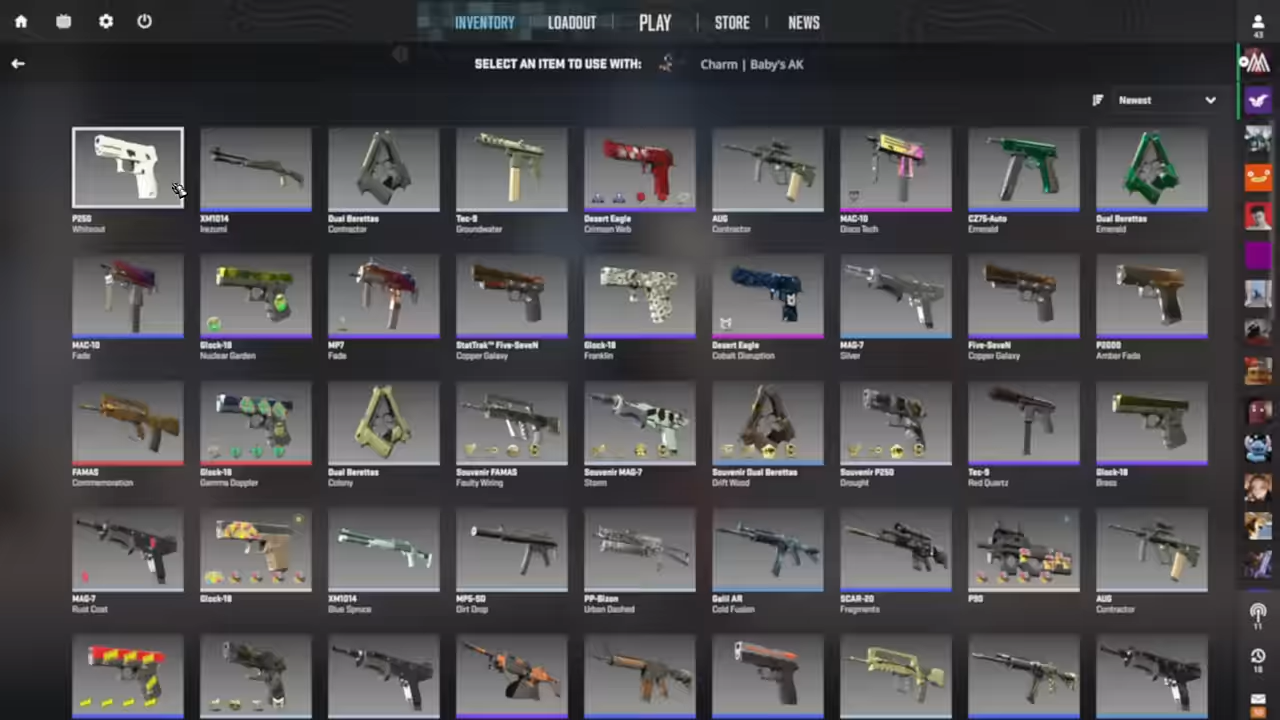 INVENTORY LOADOUT PLAY STORE NEWS
43
SELECT AN ITEM TO USE WITH: Charm | Baby's AK
Newest
P250 XM1014 Dual Berettas Tec-9 Desert Eagle AUG MAC-10 CZ75-Auto Dual Berettas
Whiteout Irezumi Contractor Groundwater Crimson Web Contractor Disco Tech Emerald Emerald
MAC-10 Glock-18 MP7 StatTrak™ Five-SeveN Glock-18 Desert Eagle MAG-7 Five-SeveN P2000
Fade Nuclear Garden Fade Copper Galaxy Franklin Cobalt Disruption Silver Copper Galaxy Amber Fade
FAMAS Glock-18 Dual Berettas Souvenir FAMAS Souvenir MAG-7 Souvenir Dual Berettas Souvenir P250 Tec-9 Glock-18
Commemoration Gamma Doppler Colony Faulty Wiring Storm Drift Wood Drought Red Quartz Brass
MAG-7 Glock-18 XM1014 MP5-SD PP-Bizon Galil AR SCAR-20 P90 AUG
Rust Coat Blue Spruce Dirt Drop Urban Dashed Cold Fusion Fragments Contractor
11
18